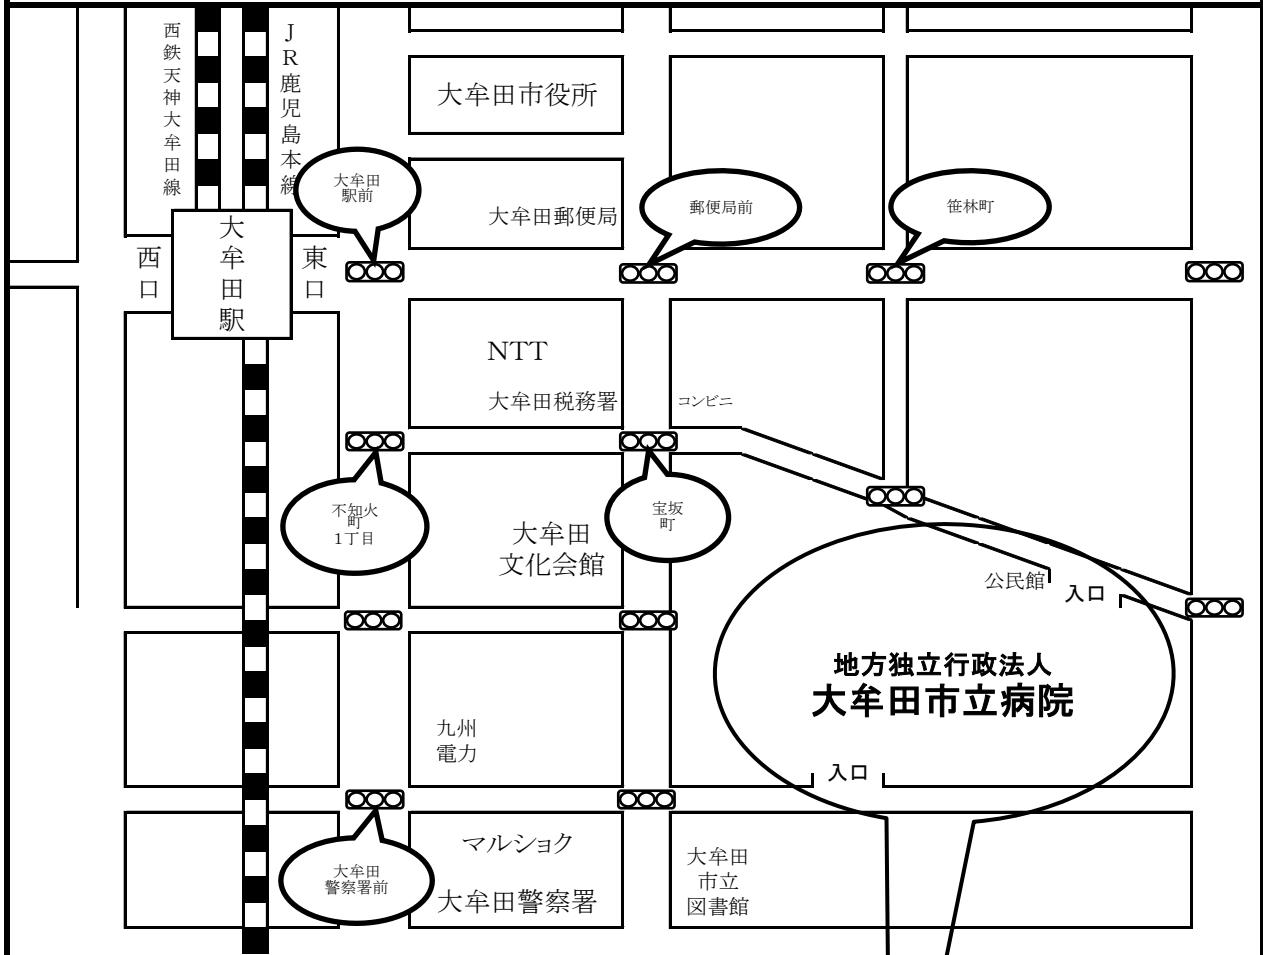 西鉄天神大牟田線
JR鹿児島本線
大牟田市役所
大牟田
駅前
大牟田郵便局
郵便局前
笹林町
西口
大牟田駅
東口
NTT
大牟田税務署
コンビニ
不知火
町
1丁目
大牟田
文化会館
宝坂
町
公民館
入口
地方独立行政法人
大牟田市立病院
九州
電力
入口
マルショク
大牟田警察署
大牟田
警察署前
大牟田
市立
図書館